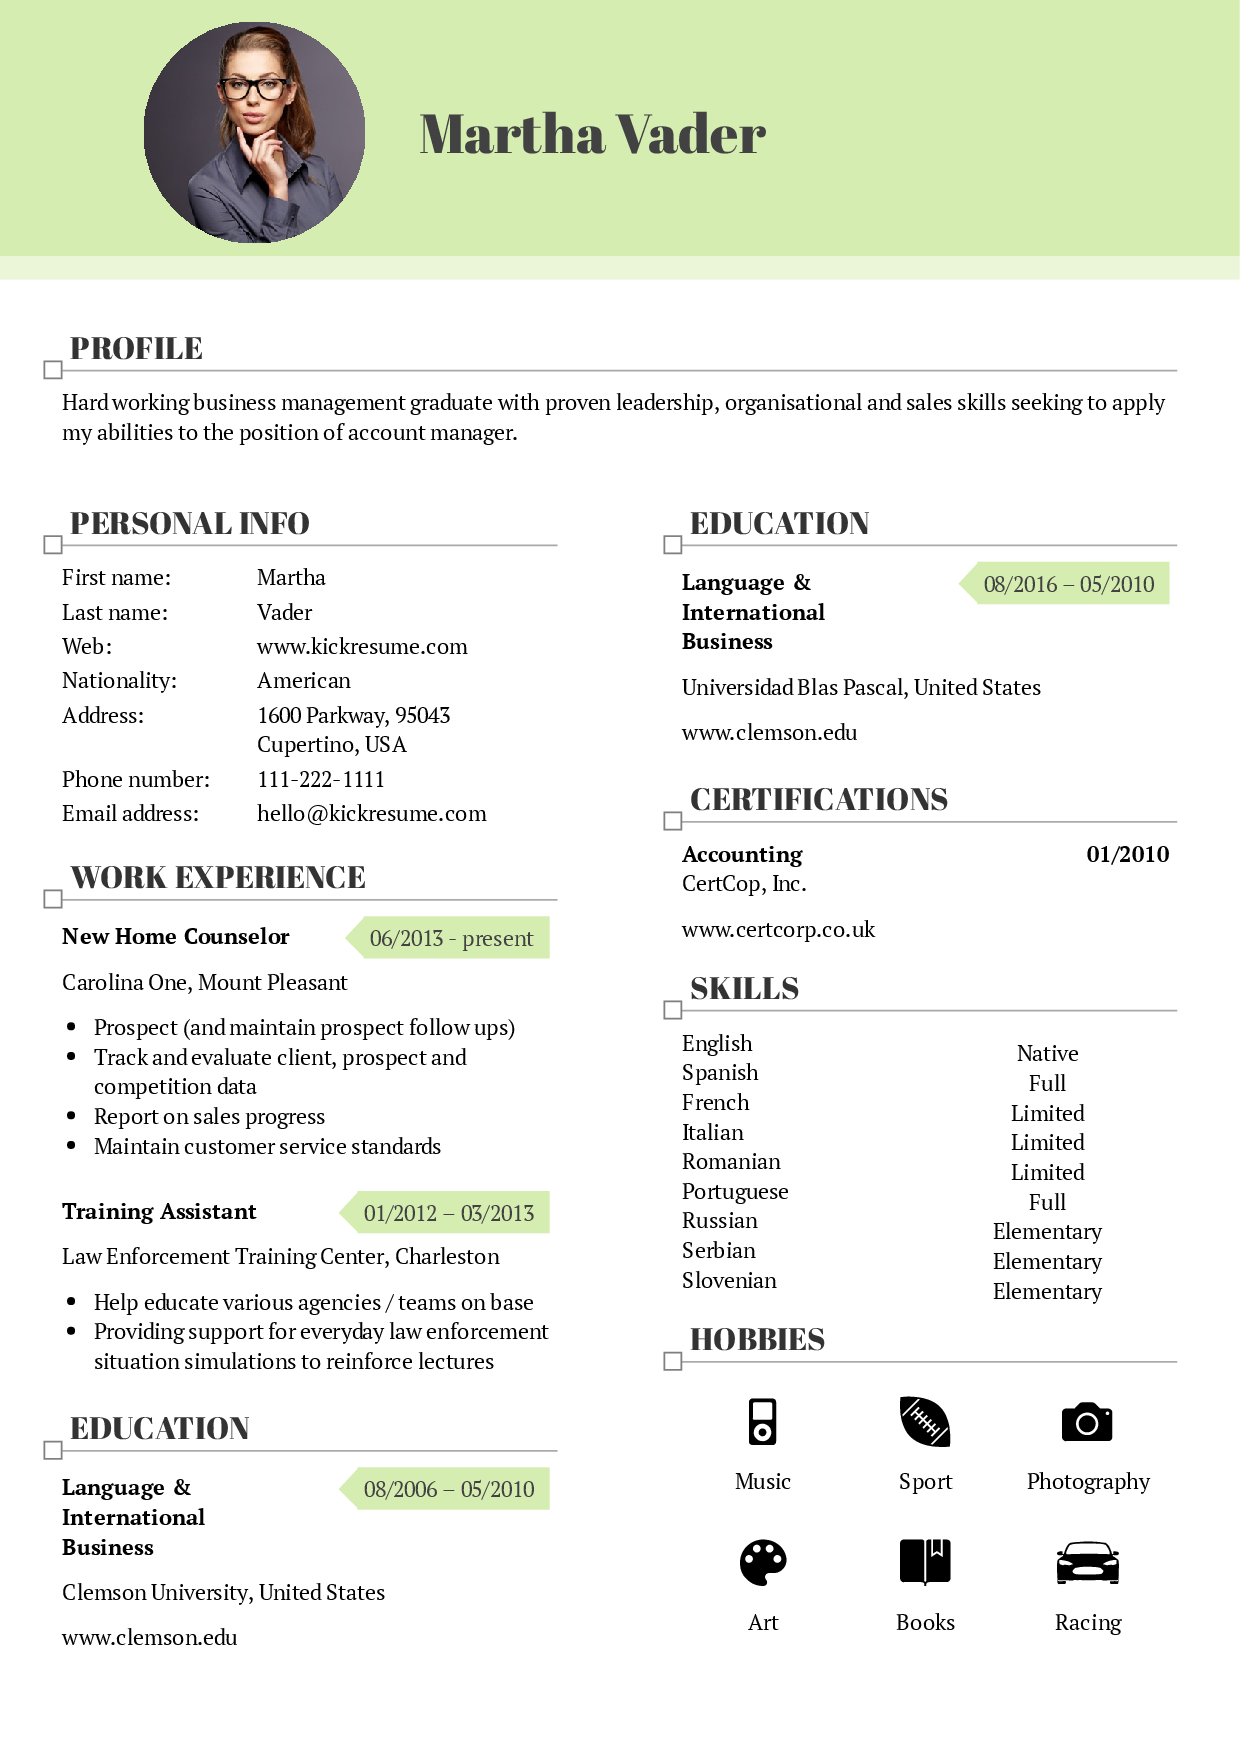 Martha Vader
PROFILE
Hard working business management graduate with proven leadership, organisational and sales skills seeking to apply
my abilities to the position of account manager.
PERSONAL INFO
First name: Martha
Last name: Vader
Web: www.kickresume.com
Nationality: American
Address: 1600 Parkway, 95043
Cupertino, USA
Phone number: 111-222-1111
Email address: hello@kickresume.com
WORK EXPERIENCE
New Home Counselor 06/2013 - present
Carolina One, Mount Pleasant
• Prospect (and maintain prospect follow ups)
• Track and evaluate client, prospect and
competition data
• Report on sales progress
• Maintain customer service standards
Training Assistant 01/2012 – 03/2013
Law Enforcement Training Center, Charleston
• Help educate various agencies / teams on base
• Providing support for everyday law enforcement
situation simulations to reinforce lectures
EDUCATION
Language & 08/2006 – 05/2010
International
Business
Clemson University, United States
www.clemson.edu
EDUCATION
Language & 08/2016 – 05/2010
International
Business
Universidad Blas Pascal, United States
www.clemson.edu
CERTIFICATIONS
Accounting 01/2010
CertCop, Inc.
www.certcorp.co.uk
SKILLS
English Native
Spanish Full
French Limited
Italian Limited
Romanian Limited
Portuguese Full
Russian Elementary
Serbian Elementary
Slovenian Elementary
HOBBIES
Music Sport Photography
Art Books Racing